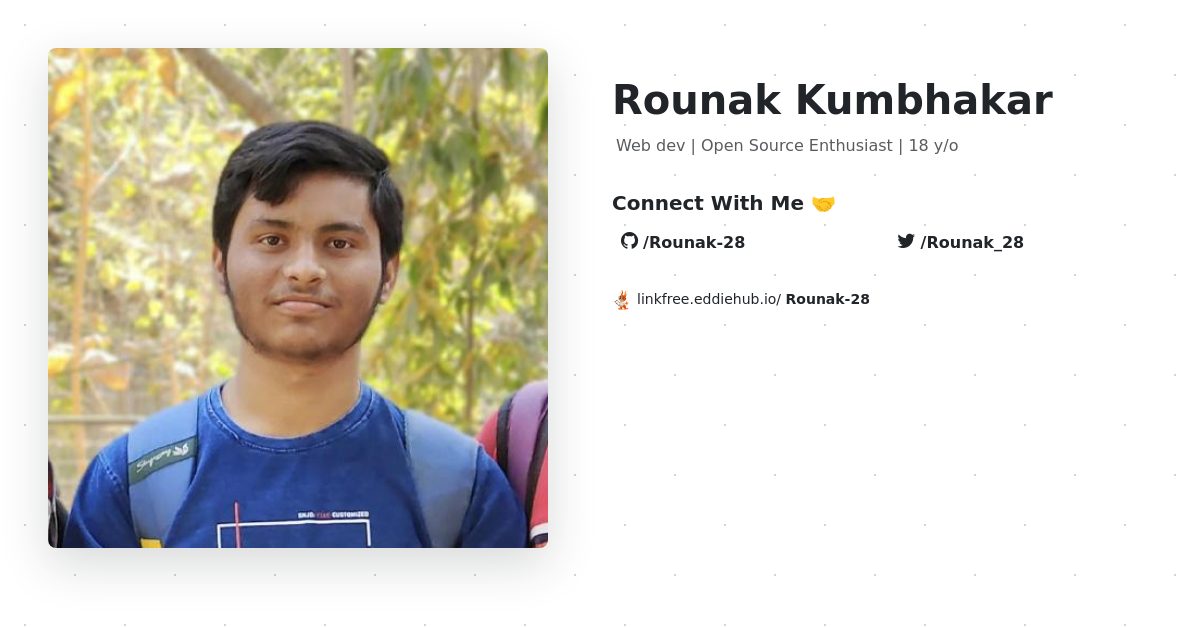 Rounak Kumbhakar
Web dev | Open Source Enthusiast | 18 y/o
Connect With Me 🤝
/Rounak-28
/Rounak_28
linkfree.eddiehub.io/ Rounak-28
CUSTOMIZED